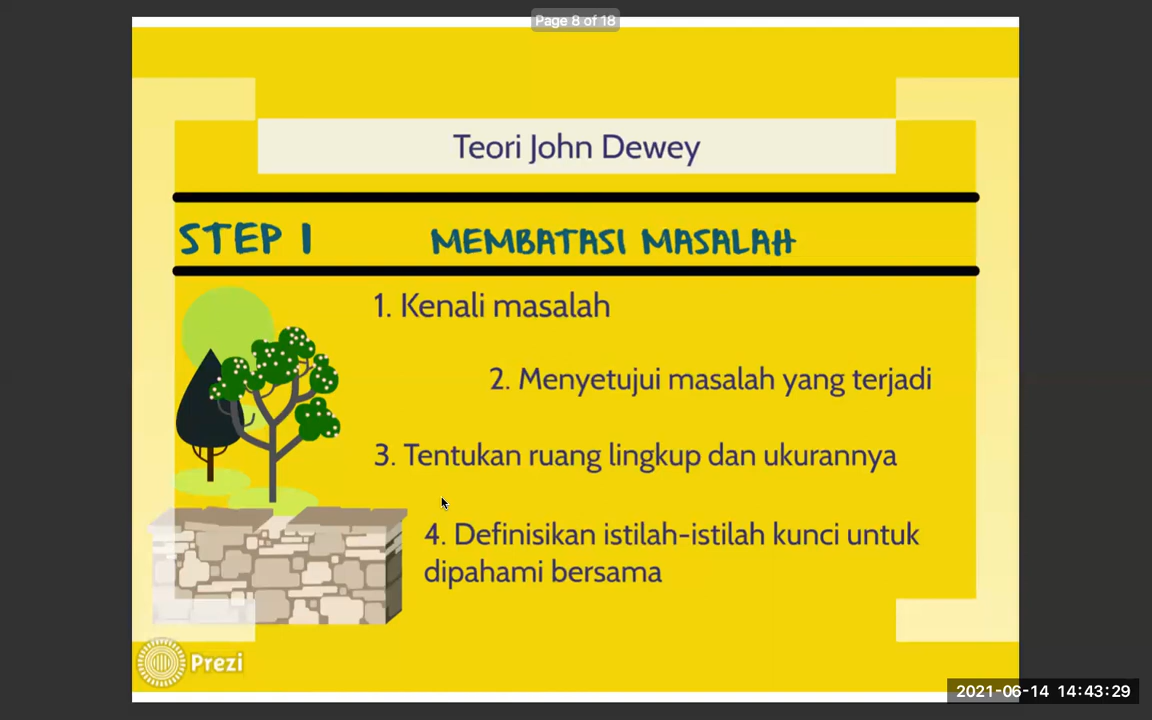 Page 8 of 18
Teori John Dewey
STEP 1 MEMBATASI MASALAH
1. Kenali masalah
2. Menyetujui masalah yang terjadi
3. Tentukan ruang lingkup dan ukurannya
4. Definisikan istilah-istilah kunci untuk
dipahami bersama
Prezi
2021-06-14 14:43:29